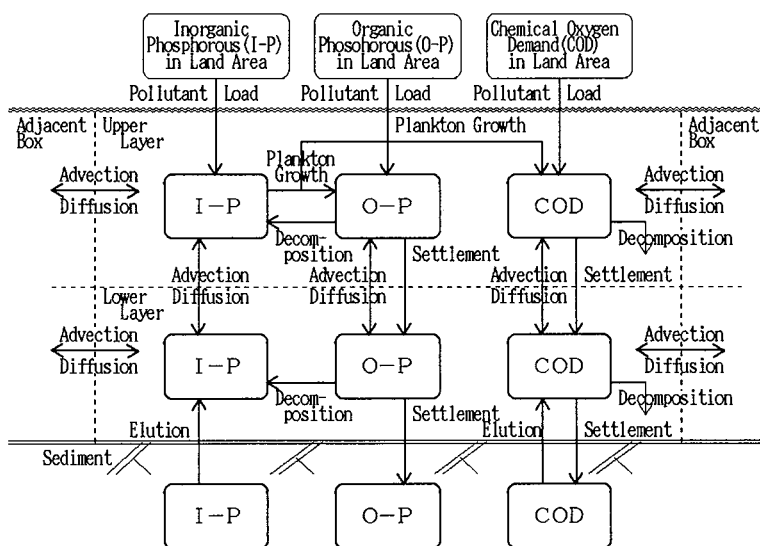 Inorganic
Phosphorous(I-P)
in Land Area
Organic
Phosohorous(O-P)
in Land Area
Chemical Oxygen
Demand(COD)
in Land Area
Pollutant Load
Pollutant Load
Pollutant Load
Adjacent
Box
Upper
Layer
Plankton Growth
Adjacent
Box
Plankton
Growth
Advection
Diffusion
I-P
O-P
COD
Advection
Diffusion
Decom-
position
Settlement
Decomposition
Advection
Diffusion
Advection
Diffusion
Advection
Diffusion
Settlement
Lower
Layer
Advection
Diffusion
I-P
O-P
COD
Advection
Diffusion
Decom-
position
Decomposition
Elution
Settlement
Elution
Settlement
Sediment
I-P
O-P
COD